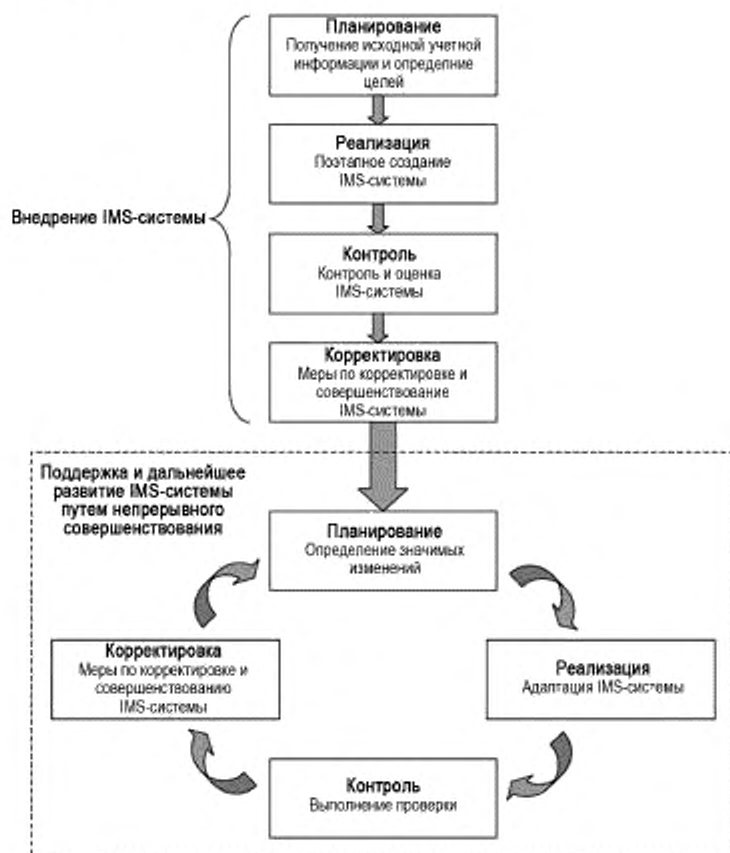 Планирование
Получение исходной учетной
информации и определние
целей
Реализация
Поэтапное создание
IMS-системы
Внедрение IMS-системы
Контроль
Контроль и оценка
IMS-системы
Корректировка
Меры по корректировке и
совершенствование
IMS-системы
Поддержка и дальнейшее
развитие IMS-системы
путем непрерывного
совершенствования
Планирование
Определение значимых
изменений
Корректировка
Меры по корректировке и
совершенствованию
IMS-системы
Реализация
Адаптация IMS-системы
Контроль
Выполнение проверки